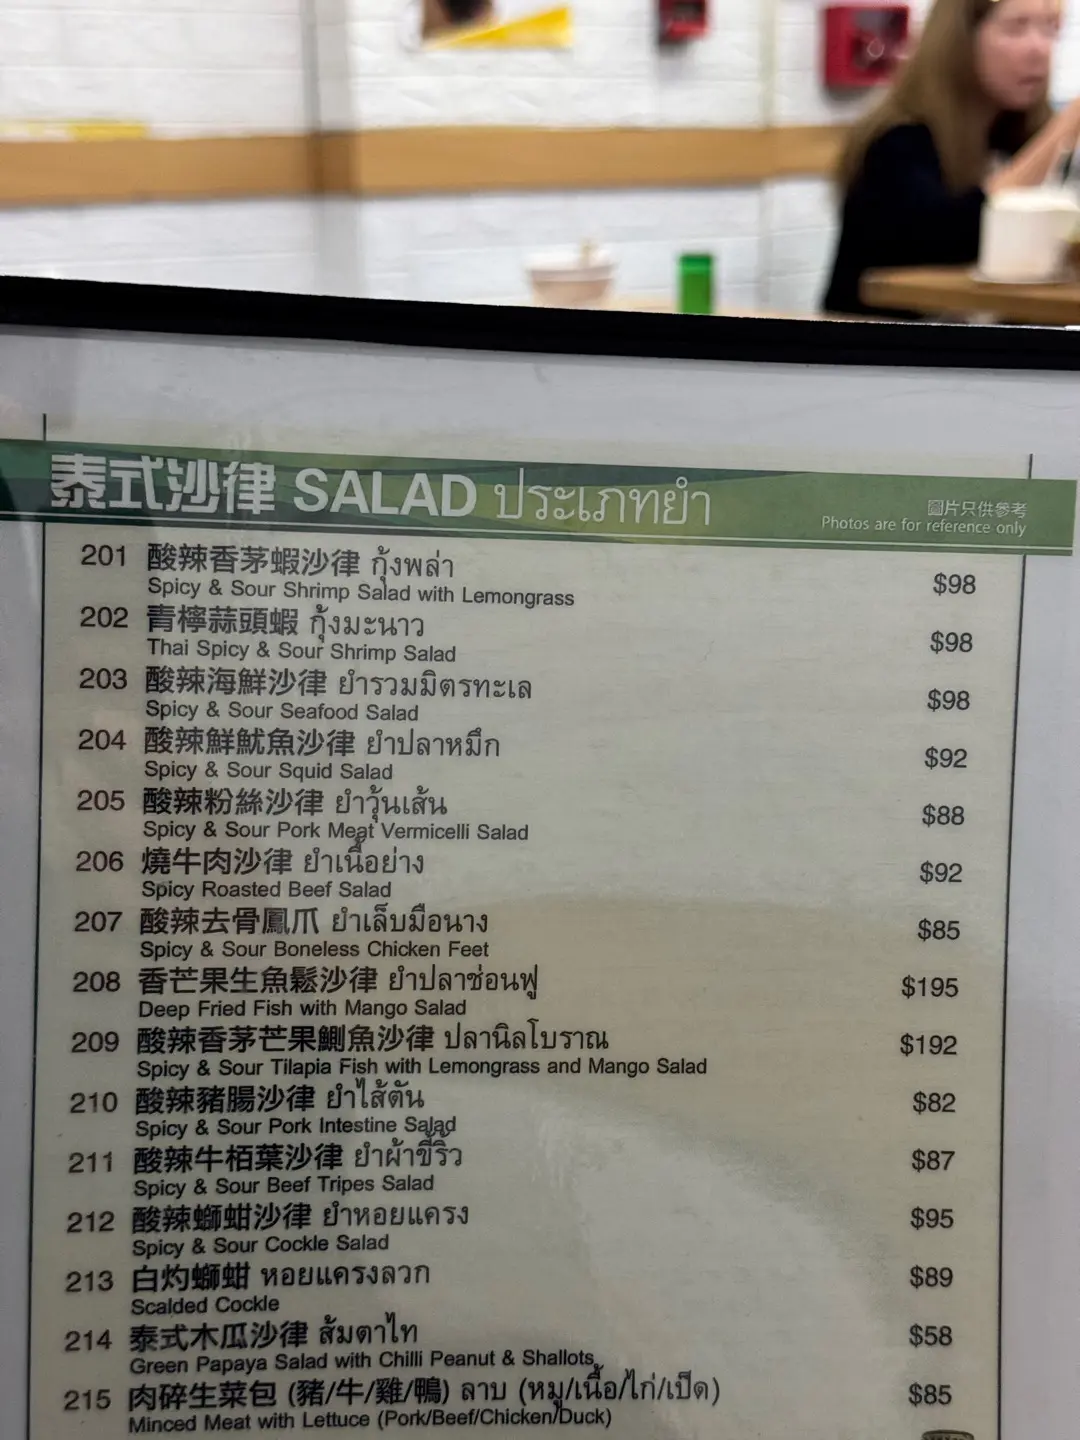 泰式沙律 SALAD ประเภทยำ
圖片只供參考
Photos are for reference only
201 酸辣香茅蝦沙律 กุ้งพล่า
Spicy & Sour Shrimp Salad with Lemongrass $98
202 青檸蒜頭蝦 กุ้งมะนาว
Thai Spicy & Sour Shrimp Salad $98
203 酸辣海鮮沙律 ยำรวมมิตรทะเล
Spicy & Sour Seafood Salad $98
204 酸辣鮮魷魚沙律 ยำปลาหมึก
Spicy & Sour Squid Salad $92
205 酸辣粉絲沙律 ยำวุ้นเส้น
Spicy & Sour Pork Meat Vermicelli Salad $88
206 燒牛肉沙律 ยำเนื้อย่าง
Spicy Roasted Beef Salad $92
207 酸辣去骨鳳爪 ยำเล็บมือนาง
Spicy & Sour Boneless Chicken Feet $85
208 香芒果生魚鬆沙律 ยำปลาช่อนฟู
Deep Fried Fish with Mango Salad $195
209 酸辣香茅芒果鰂魚沙律 ปลานิลโบราณ
Spicy & Sour Tilapia Fish with Lemongrass and Mango Salad $192
210 酸辣豬腸沙律 ยำไส้ตัน
Spicy & Sour Pork Intestine Salad $82
211 酸辣牛栢葉沙律 ยำผ้าขี้ริ้ว
Spicy & Sour Beef Tripes Salad $87
212 酸辣螄蚶沙律 ยำหอยแครง
Spicy & Sour Cockle Salad $95
213 白灼螄蚶 หอยแครงลวก
Scalded Cockle $89
214 泰式木瓜沙律 ส้มตำไท
Green Papaya Salad with Chilli Peanut & Shallots $58
215 肉碎生菜包 (豬/牛/雞/鴨) ลาบ (หมู/เนื้อ/ไก่/เป็ด)
Minced Meat with Lettuce (Pork/Beef/Chicken/Duck) $85